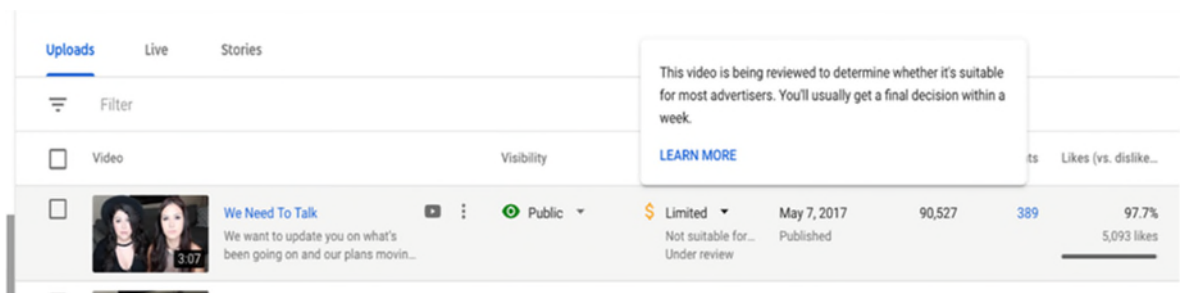 Uploads Live Stories
This video is being reviewed to determine whether it's suitable
for most advertisers. You'll usually get a final decision within a
week.
LEARN MORE
Filter
Video Visibility ts Likes (vs. dislike...
We Need To Talk Public $ Limited May 7, 2017 90,527 389 97.7%
We want to update you on what's Not suitable for... Published 5,093 likes
been going on and our plans movin... Under review
3:07